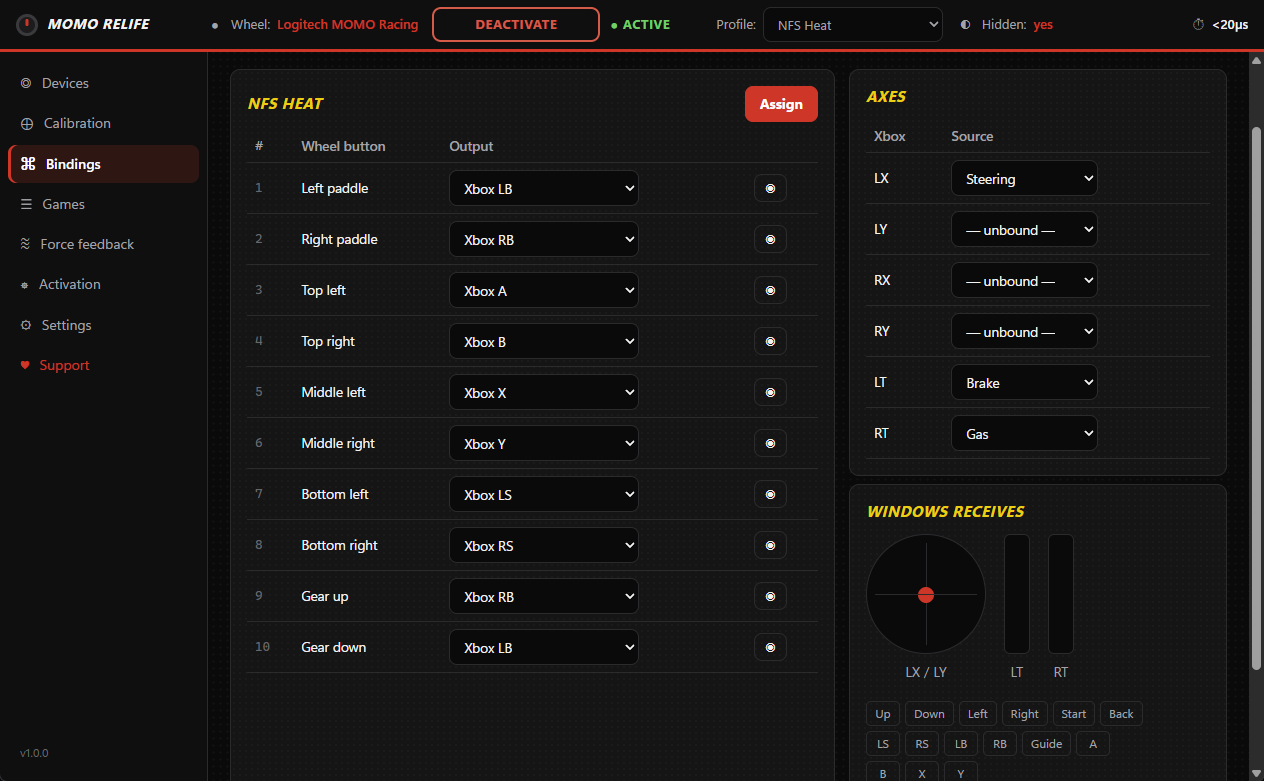 MOMO RELIFE
Wheel: Logitech MOMO Racing
DEACTIVATE
ACTIVE
Profile: NFS Heat
Hidden: yes
<20µs
Devices
Calibration
Bindings
Games
Force feedback
Activation
Settings
Support
v1.0.0
NFS HEAT
Assign
# Wheel button Output
1 Left paddle Xbox LB
2 Right paddle Xbox RB
3 Top left Xbox A
4 Top right Xbox B
5 Middle left Xbox X
6 Middle right Xbox Y
7 Bottom left Xbox LS
8 Bottom right Xbox RS
9 Gear up Xbox RB
10 Gear down Xbox LB
AXES
Xbox Source
LX Steering
LY — unbound —
RX — unbound —
RY — unbound —
LT Brake
RT Gas
WINDOWS RECEIVES
LX / LY LT RT
Up Down Left Right Start Back
LS RS LB RB Guide A
B X Y